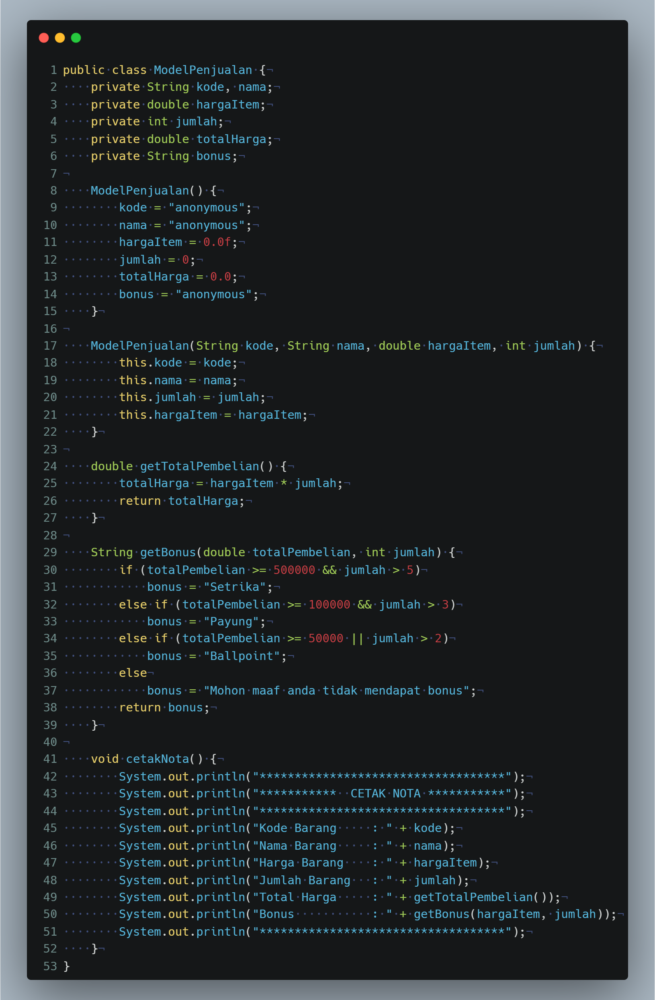 1 public class ModelPenjualan {
2     private String kode, nama;
3     private double hargaItem;
4     private int jumlah;
5     private double totalHarga;
6     private String bonus;
7
8     ModelPenjualan() {
9         kode = "anonymous";
10         nama = "anonymous";
11         hargaItem = 0.0f;
12         jumlah = 0;
13         totalHarga = 0.0;
14         bonus = "anonymous";
15     }
16
17     ModelPenjualan(String kode, String nama, double hargaItem, int jumlah) {
18         this.kode = kode;
19         this.nama = nama;
20         this.jumlah = jumlah;
21         this.hargaItem = hargaItem;
22     }
23
24     double getTotalPembelian() {
25         totalHarga = hargaItem * jumlah;
26         return totalHarga;
27     }
28
29     String getBonus(double totalPembelian, int jumlah) {
30         if (totalPembelian >= 500000 && jumlah > 5)
31             bonus = "Setrika";
32         else if (totalPembelian >= 100000 && jumlah > 3)
33             bonus = "Payung";
34         else if (totalPembelian >= 50000 || jumlah > 2)
35             bonus = "Ballpoint";
36         else
37             bonus = "Mohon maaf anda tidak mendapat bonus";
38         return bonus;
39     }
40
41     void cetakNota() {
42         System.out.println("***********************************");
43         System.out.println("***********  CETAK NOTA ***********");
44         System.out.println("***********************************");
45         System.out.println("Kode Barang     : " + kode);
46         System.out.println("Nama Barang     : " + nama);
47         System.out.println("Harga Barang    : " + hargaItem);
48         System.out.println("Jumlah Barang   : " + jumlah);
49         System.out.println("Total Harga     : " + getTotalPembelian());
50         System.out.println("Bonus           : " + getBonus(hargaItem, jumlah));
51         System.out.println("***********************************");
52     }
53 }